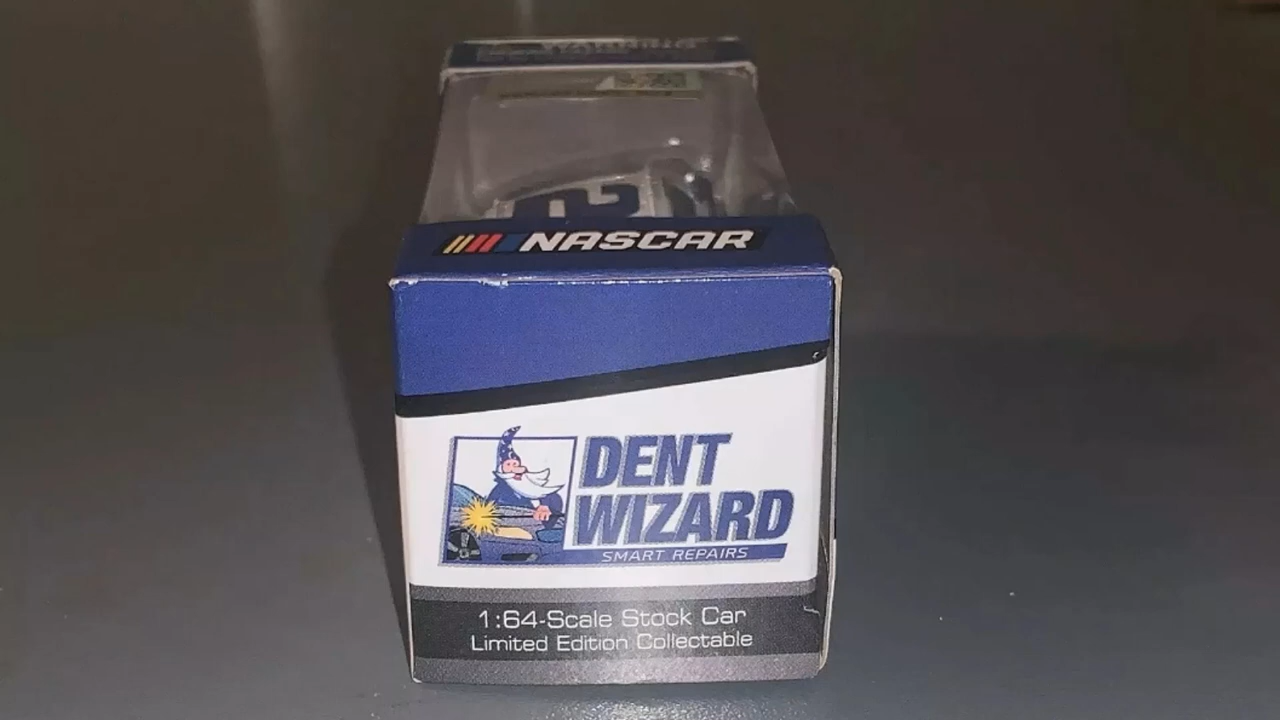 NASCAR
DENT
WIZARD
SMART REPAIRS
1:64-Scale Stock Car
Limited Edition Collectable